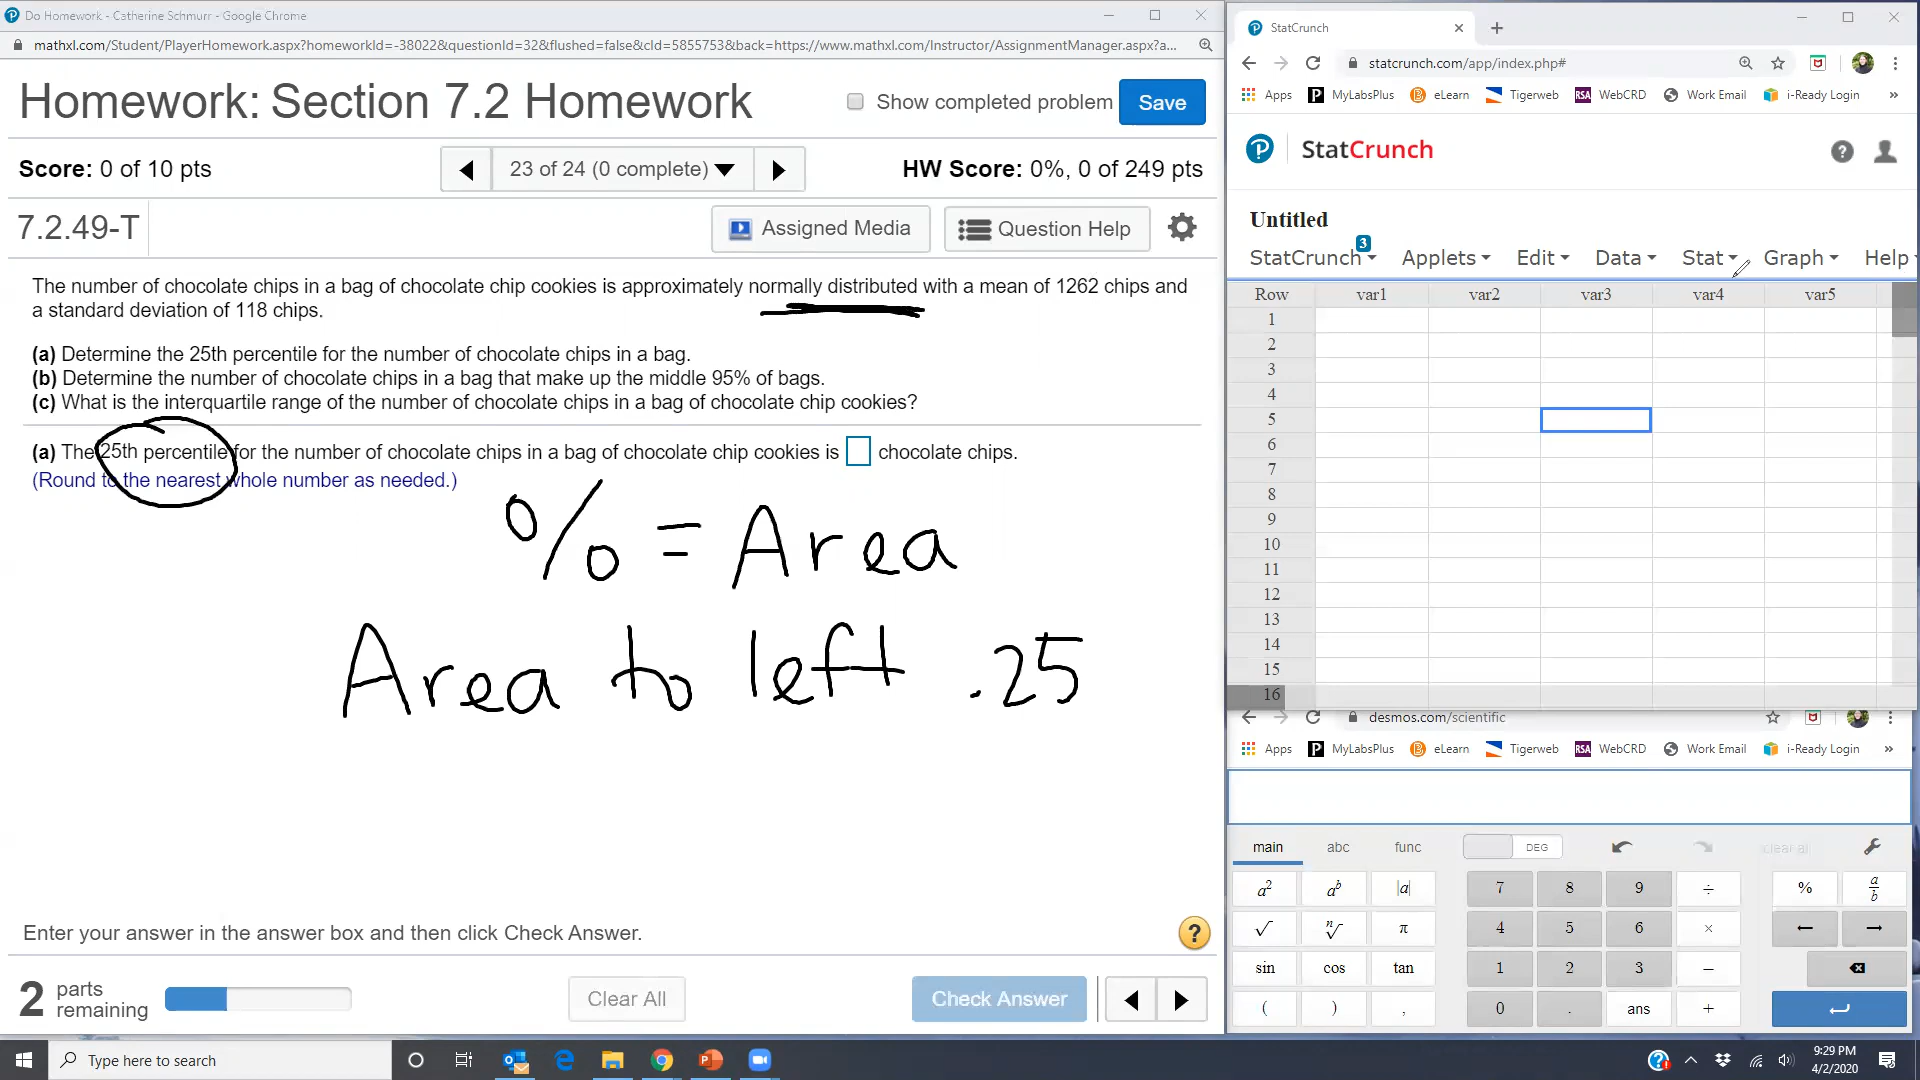 Do Homework - Catherine Schmurr - Google Chrome
mathxl.com/Student/PlayerHomework.aspx?homeworkId=-38022&questionId=32&flushed=false&cId=5855753&back=https://www.mathxl.com/Instructor/AssignmentManager.aspx?a...
Homework: Section 7.2 Homework
Show completed problem
Save
Score: 0 of 10 pts
23 of 24 (0 complete)
HW Score: 0%, 0 of 249 pts
7.2.49-T
Assigned Media
Question Help
The number of chocolate chips in a bag of chocolate chip cookies is approximately normally distributed with a mean of 1262 chips and
a standard deviation of 118 chips.
(a) Determine the 25th percentile for the number of chocolate chips in a bag.
(b) Determine the number of chocolate chips in a bag that make up the middle 95% of bags.
(c) What is the interquartile range of the number of chocolate chips in a bag of chocolate chip cookies?
(a) The 25th percentile for the number of chocolate chips in a bag of chocolate chip cookies is chocolate chips.
(Round to the nearest whole number as needed.)
% = Area
Area to left .25
Enter your answer in the answer box and then click Check Answer.
?
2 parts remaining
Clear All
Check Answer
StatCrunch
statcrunch.com/app/index.php#
Apps MyLabsPlus eLearn Tigerweb WebCRD Work Email i-Ready Login »
StatCrunch
Untitled
StatCrunch 3 Applets Edit Data Stat Graph Help
Row var1 var2 var3 var4 var5
1
2
3
4
5
6
7
8
9
10
11
12
13
14
15
16
desmos.com/scientific
Apps MyLabsPlus eLearn Tigerweb WebCRD Work Email i-Ready Login »
main abc func DEG clear all
a² aᵇ |a| 7 8 9 ÷ % a/b
√ ⁿ√ π 4 5 6 × ← →
sin cos tan 1 2 3 −
( ) , 0 . ans +
Type here to search
9:29 PM
4/2/2020